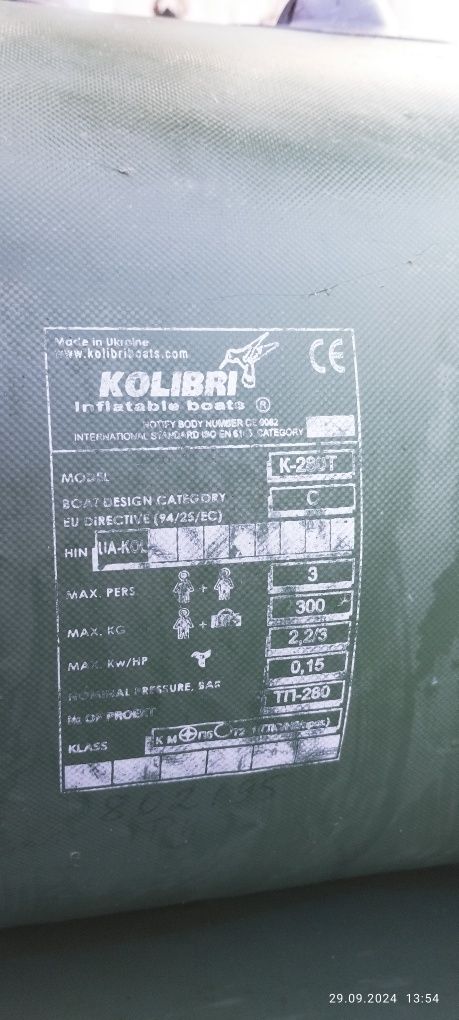 Made in Ukraine
www.kolibriboats.com
CE
KOLIBRI
Inflatable boats ®
NOTIFY BODY NUMBER CE 0082
INTERNATIONAL STANDARD ISO EN 6185 CATEGORY
MODEL K-280T
BOAT DESIGN CATEGORY C
EU DIRECTIVE (94/25/EC)
HIN UA-KOL
MAX. PERS + 3
MAX. KG + 300
MAX. Kw/HP 2,2/3
NOMINAL PRESSURE, BAR 0,15
№ OF PROEKT ТП-280
KLASS К М
29.09.2024 13:54